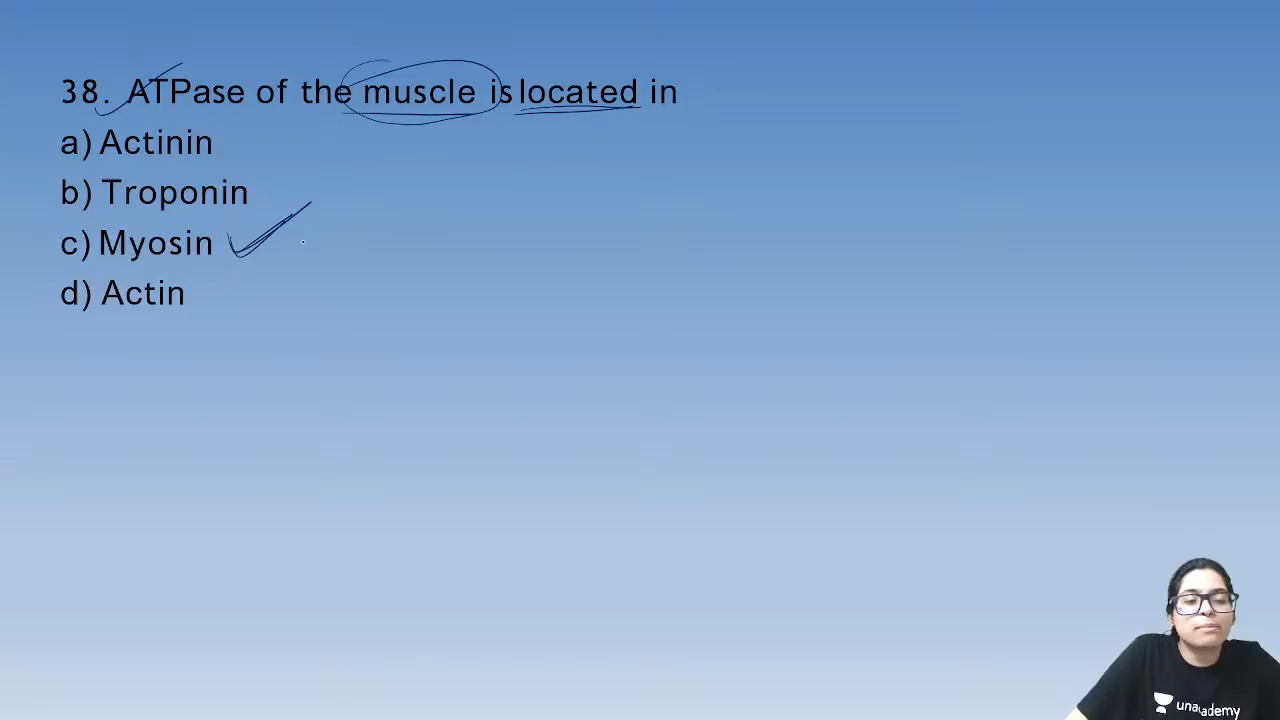 38. ATPase of the muscle is located in
a) Actinin
b) Troponin
c) Myosin
d) Actin
unacademy